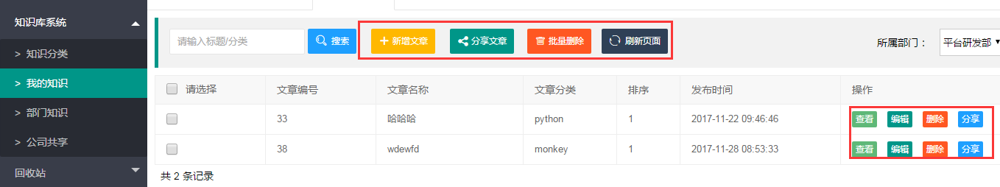 知识库系统
> 知识分类
> 我的知识
> 部门知识
> 公司共享
回收站
请输入标题/分类 搜索 新增文章 分享文章 批量删除 刷新页面 所属部门： 平台研发部
请选择 文章编号 文章名称 文章分类 排序 发布时间 操作
33 哈哈哈 python 1 2017-11-22 09:46:46 查看 编辑 删除 分享
38 wdewfd monkey 1 2017-11-28 08:53:33 查看 编辑 删除 分享
共 2 条记录